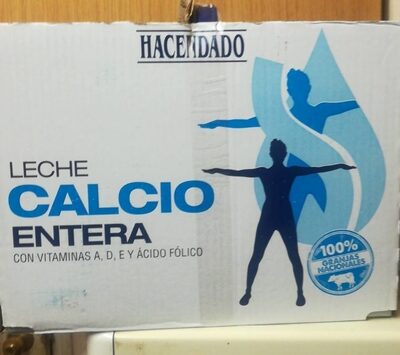 HACENDADO
LECHE
CALCIO
ENTERA
CON VITAMINAS A, D, E Y ÁCIDO FÓLICO
100%
GRANJAS
NACIONALES